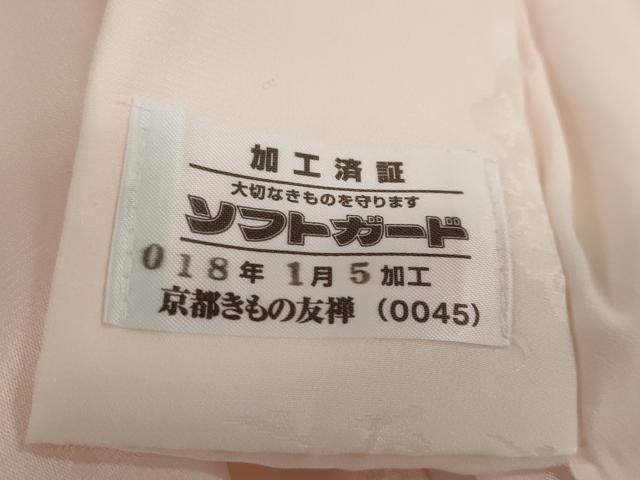 加工済証
大切なきものを守ります
ソフトガード
018年 1月 5 加工
京都きもの友禅 (0045)